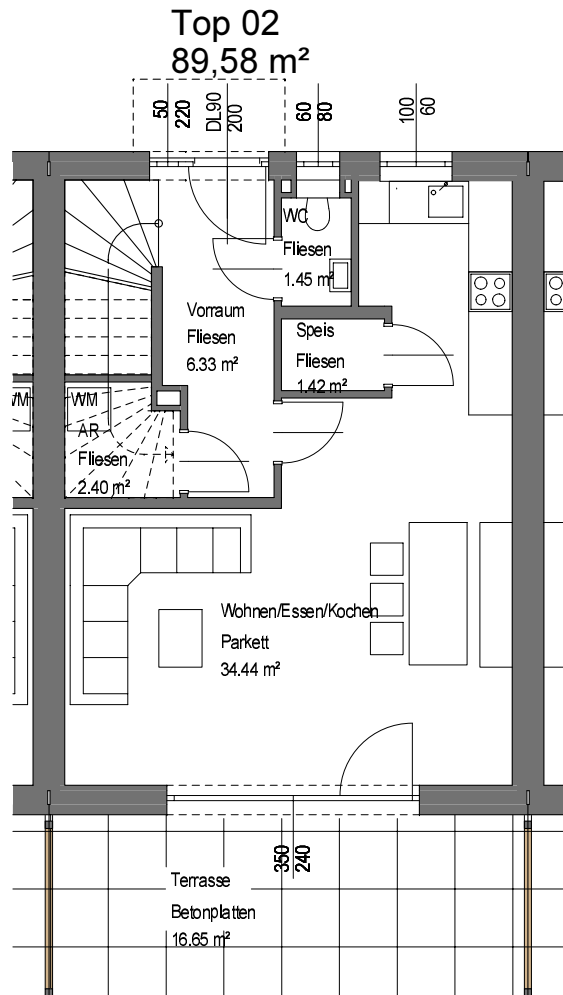 Top 02
89,58 m²
50
220
DL90
200
60
80
100
60
WC
Fliesen
1.45 m²
Vorraum
Fliesen
6.33 m²
Speis
Fliesen
1.42 m²
WM
WM
AR
Fliesen
2.40 m²
Wohnen/Essen/Kochen
Parkett
34.44 m²
350
240
Terrasse
Betonplatten
16.65 m²